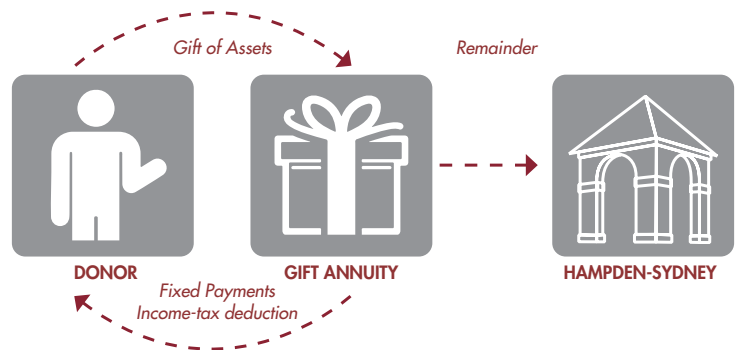 Gift of Assets
Remainder
DONOR
GIFT ANNUITY
HAMPDEN-SYDNEY
Fixed Payments
Income-tax deduction